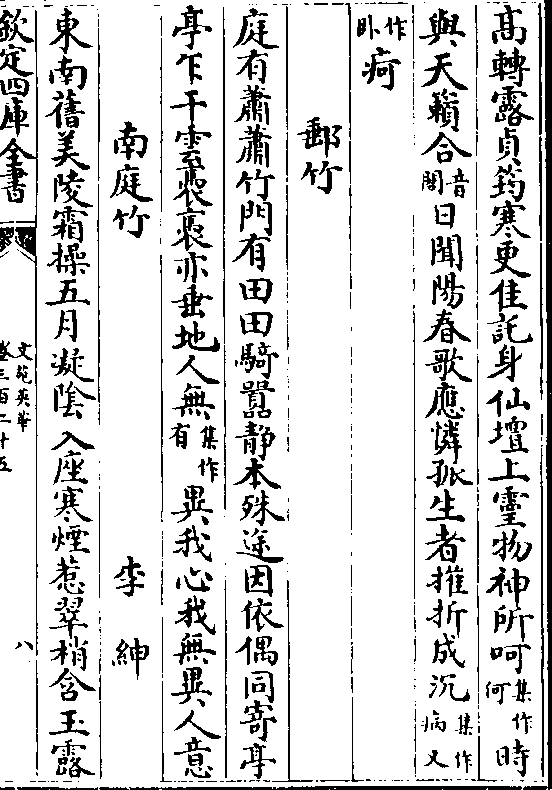 高轉露貞筠寒更佳託身仙壇上靈物神所呵集作何時
與天籟合音閤日聞陽春歌應憐孤生者摧折成沉集作病又
作卧痾
郵竹
庭有蕭蕭竹門有田田騎囂静本殊途因依偶同寄亭
亭乍干雲裊裊亦垂地人無集作有異我心我無異人意
南庭竹 李紳
東南舊美陵霜操五月凝陰入座寒煙惹翠梢含玉露
欽定四庫全書
文苑英華
卷三百二十五
八